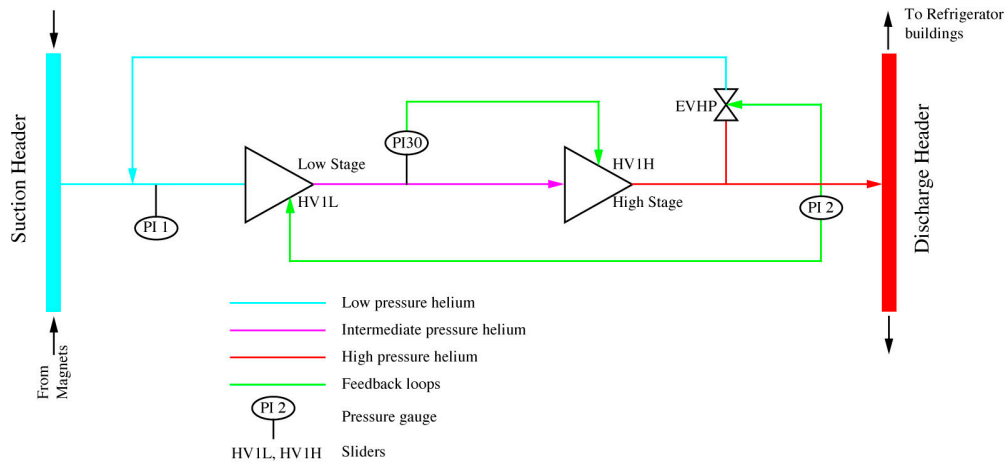 To Refrigerator
buildings
Suction Header
EVHP
PI30
Low Stage
HV1L
HV1H
High Stage
PI 1
PI 2
Discharge Header
From
Magnets
Low pressure helium
Intermediate pressure helium
High pressure helium
Feedback loops
PI 2
Pressure gauge
HV1L, HV1H Sliders